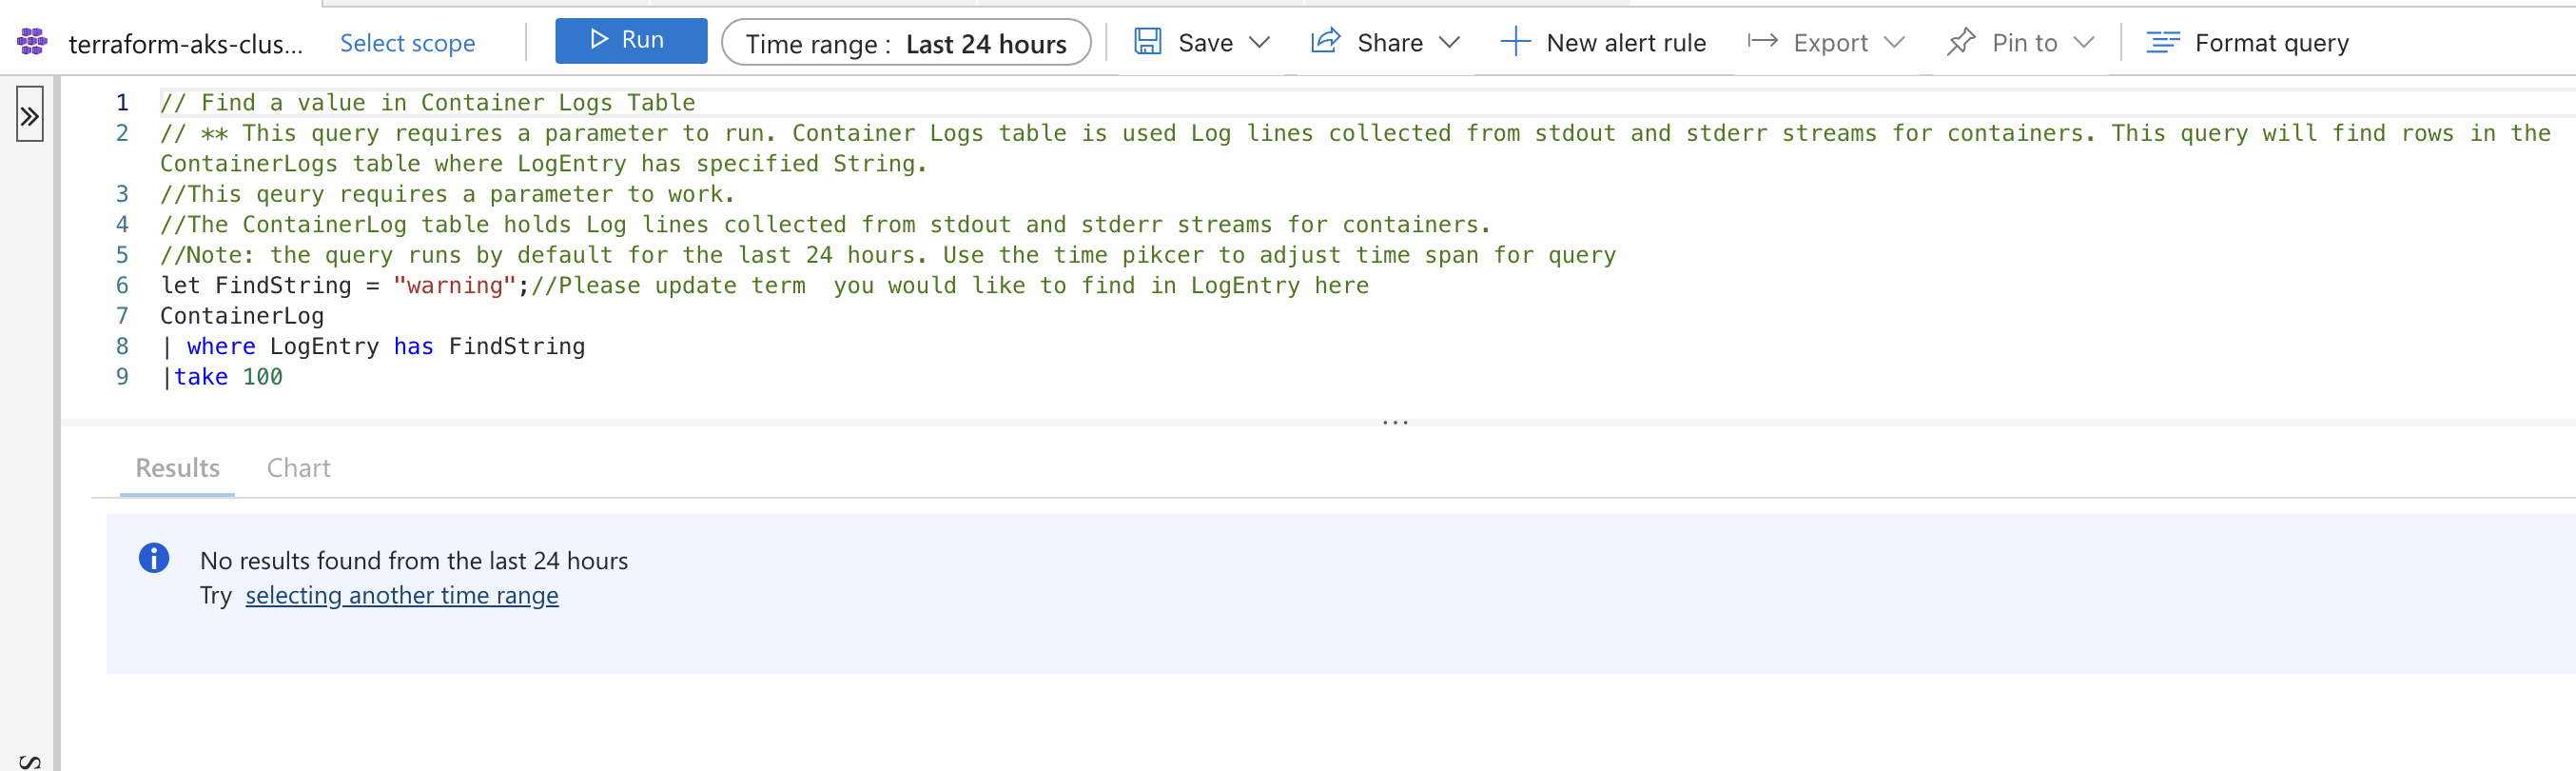 terraform-aks-clus...
Select scope
Run
Time range : Last 24 hours
Save
Share
New alert rule
Export
Pin to
Format query
1 // Find a value in Container Logs Table
2 // ** This query requires a parameter to run. Container Logs table is used Log lines collected from stdout and stderr streams for containers. This query will find rows in the
ContainerLogs table where LogEntry has specified String.
3 //This qeury requires a parameter to work.
4 //The ContainerLog table holds Log lines collected from stdout and stderr streams for containers.
5 //Note: the query runs by default for the last 24 hours. Use the time pikcer to adjust time span for query
6 let FindString = "warning";//Please update term  you would like to find in LogEntry here
7 ContainerLog
8 | where LogEntry has FindString
9 |take 100
...
Results
Chart
No results found from the last 24 hours
Try selecting another time range
S